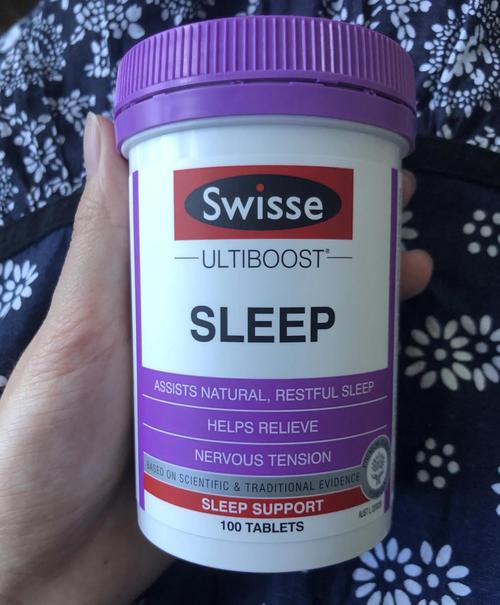 Swisse
ULTIBOOST®
SLEEP
ASSISTS NATURAL, RESTFUL SLEEP
HELPS RELIEVE
NERVOUS TENSION
BASED ON SCIENTIFIC & TRADITIONAL EVIDENCE
SLEEP SUPPORT
AUST L
100 TABLETS